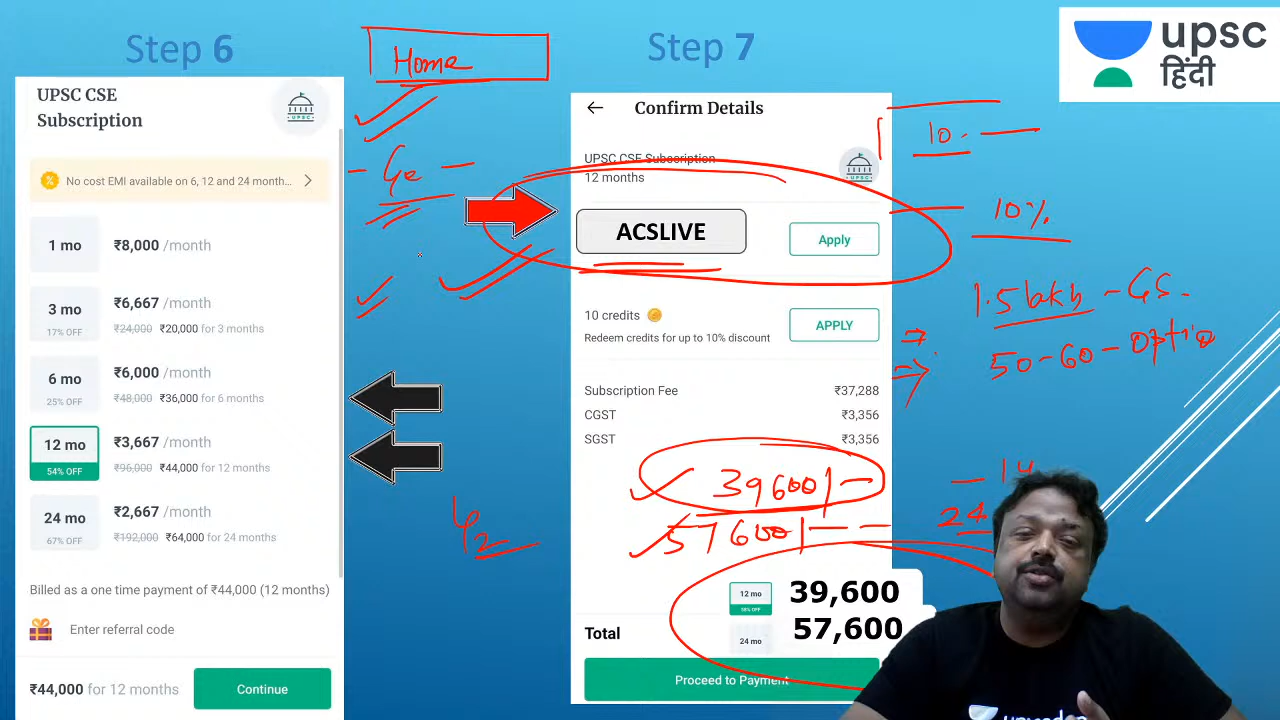 Step 6
UPSC CSE
Subscription
UPSC
No cost EMI available on 6, 12 and 24 month...
1 mo
₹8,000 /month
3 mo
17% OFF
₹6,667 /month
₹24,000 ₹20,000 for 3 months
6 mo
25% OFF
₹6,000 /month
₹48,000 ₹36,000 for 6 months
12 mo
54% OFF
₹3,667 /month
₹96,000 ₹44,000 for 12 months
24 mo
67% OFF
₹2,667 /month
₹192,000 ₹64,000 for 24 months
Billed as a one time payment of ₹44,000 (12 months)
Enter referral code
₹44,000 for 12 months
Continue
Home
Step 7
Confirm Details
UPSC CSE Subscription
12 months
UPSC
ACSLIVE
Apply
10 credits
Redeem credits for up to 10% discount
APPLY
Subscription Fee ₹37,288
CGST ₹3,356
SGST ₹3,356
39600/-
57600/-
12 mo
39,600
24 mo
57,600
Total
Proceed to Payment
upsc
हिंदी
10
10%
1.5 lakh - GS -
50-60 - optio
24